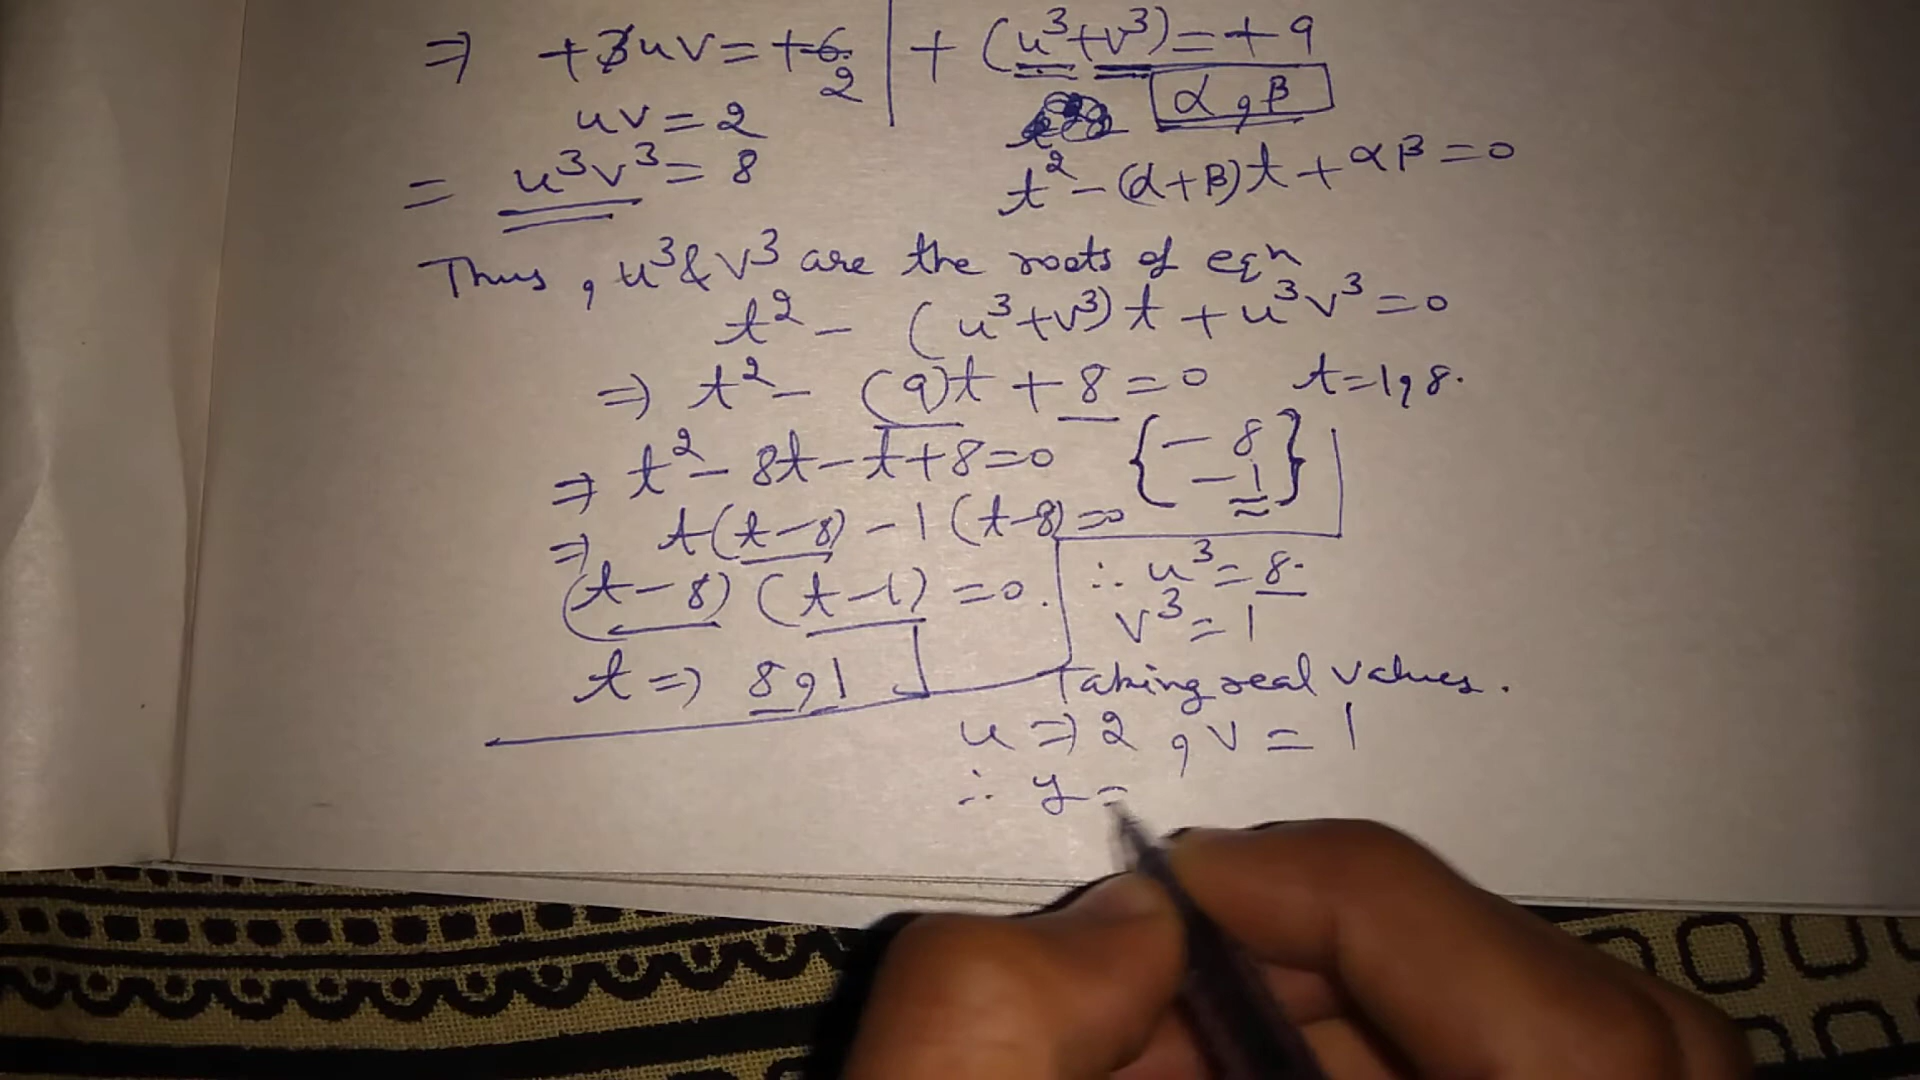 ⇒ +3uv = +6 | + (u³+v³) = +9
2
α, β
uv = 2
= u³v³ = 8
t² - (α+β)t + αβ = 0
Thus, u³ & v³ are the roots of eqn
t² - (u³+v³)t + u³v³ = 0
⇒ t² - (9)t + 8 = 0 t=1,8.
⇒ t² - 8t - t + 8 = 0 { - 8
- 1 }
⇒ t(t-8) - 1(t-8) = 0
∴ u³ = 8.
(t-8) (t-1) = 0.
v³ = 1
t ⇒ 8,1
Taking real values.
u ⇒ 2, v = 1
∴ y =